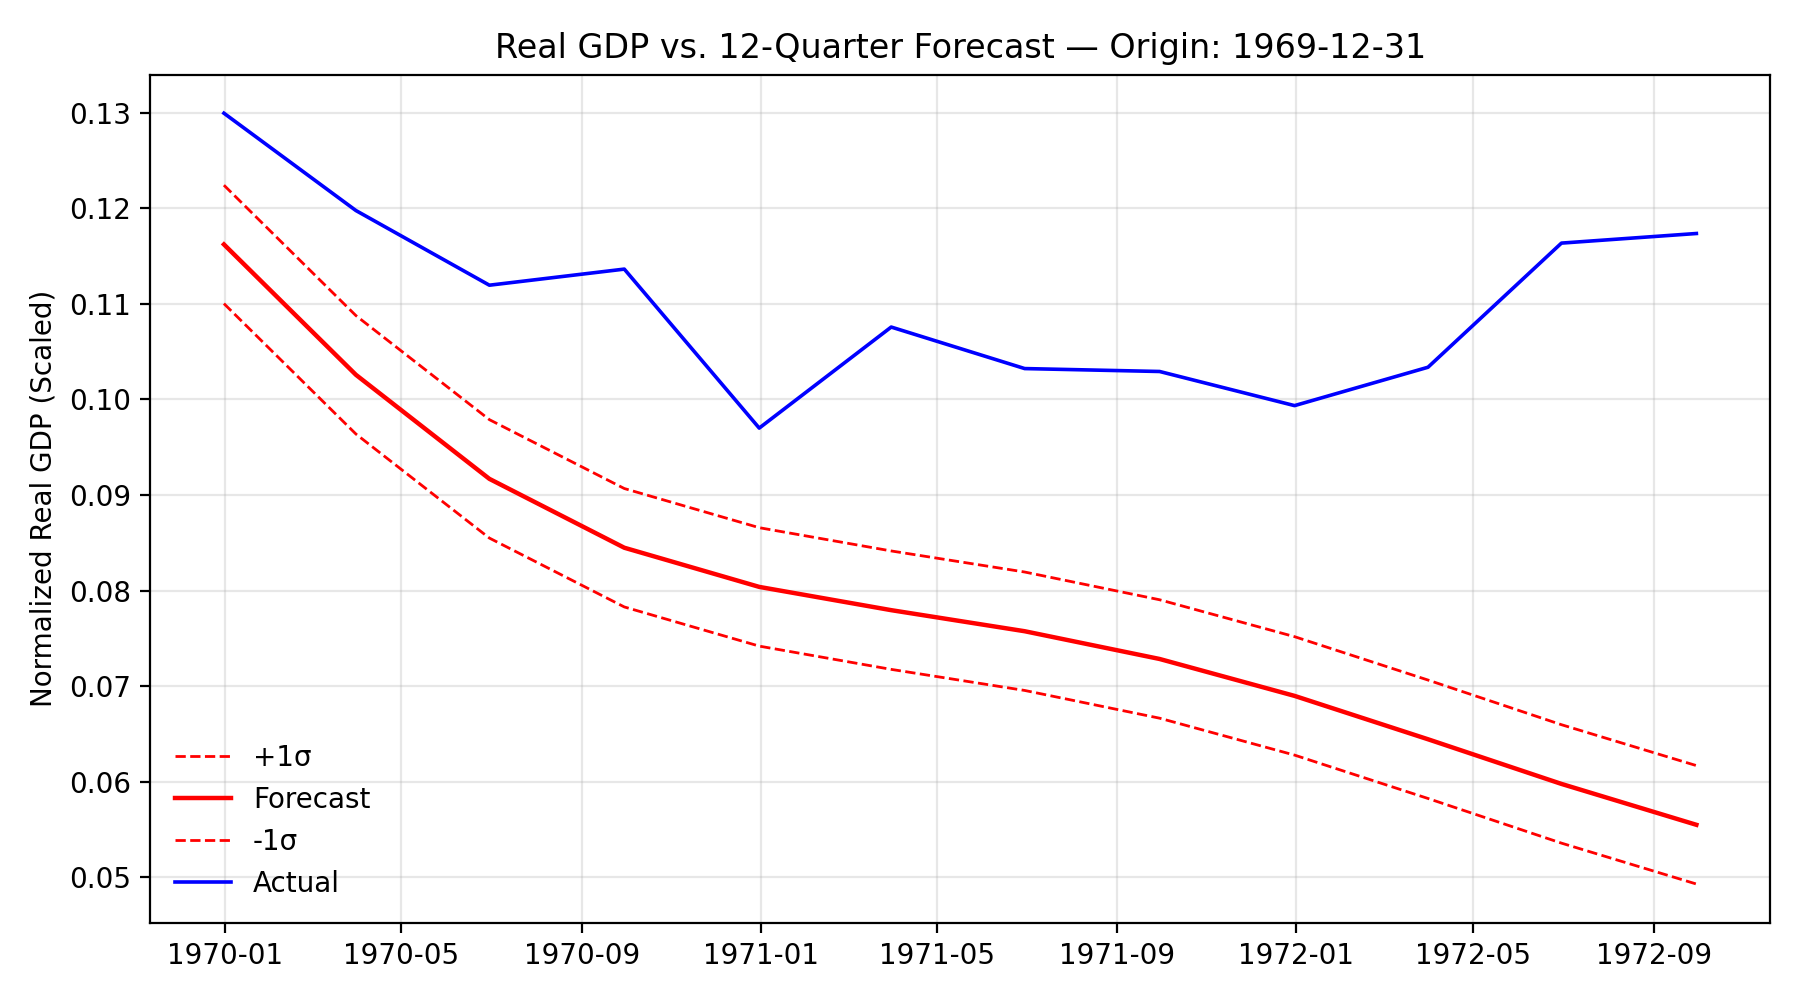 Real GDP vs. 12-Quarter Forecast — Origin: 1969-12-31
Normalized Real GDP (Scaled)
0.13
0.12
0.11
0.10
0.09
0.08
0.07
0.06
0.05
+1σ
Forecast
-1σ
Actual
1970-01 1970-05 1970-09 1971-01 1971-05 1971-09 1972-01 1972-05 1972-09